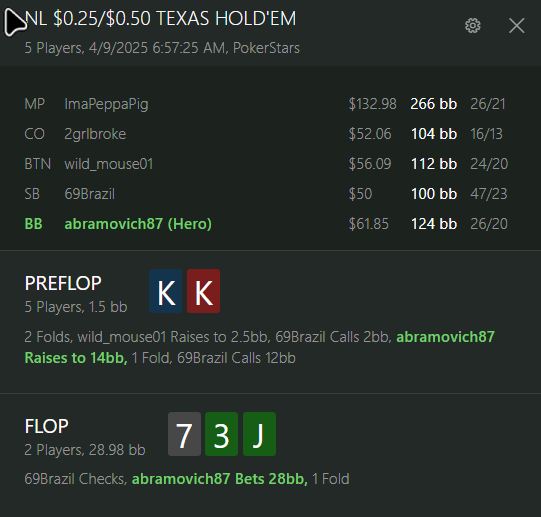 NL $0.25/$0.50 TEXAS HOLD'EM
5 Players, 4/9/2025 6:57:25 AM, PokerStars
MP ImaPeppaPig $132.98 266 bb 26/21
CO 2grlbroke $52.06 104 bb 16/13
BTN wild_mouse01 $56.09 112 bb 24/20
SB 69Brazil $50 100 bb 47/23
BB abramovich87 (Hero) $61.85 124 bb 26/20
PREFLOP K K
5 Players, 1.5 bb
2 Folds, wild_mouse01 Raises to 2.5bb, 69Brazil Calls 2bb, abramovich87
Raises to 14bb, 1 Fold, 69Brazil Calls 12bb
FLOP 7 3 J
2 Players, 28.98 bb
69Brazil Checks, abramovich87 Bets 28bb, 1 Fold